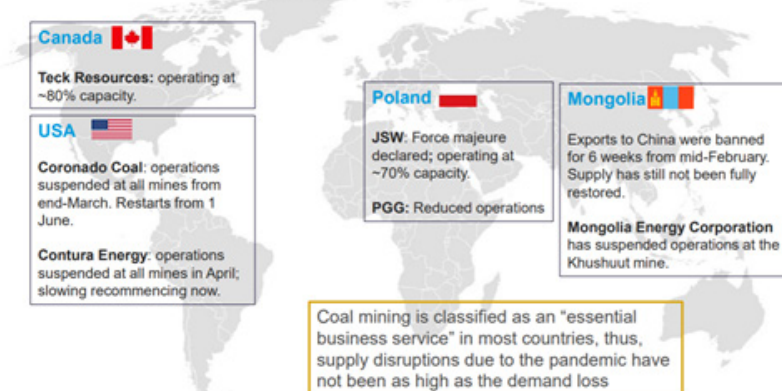 Canada
Teck Resources: operating at
~80% capacity.
USA
Coronado Coal: operations
suspended at all mines from
end-March. Restarts from 1
June.
Contura Energy: operations
suspended at all mines in April;
slowing recommencing now.
Poland
JSW: Force majeure
declared; operating at
~70% capacity.
PGG: Reduced operations
Mongolia
Exports to China were banned
for 6 weeks from mid-February.
Supply has still not been fully
restored.
Mongolia Energy Corporation
has suspended operations at the
Khushuut mine.
Coal mining is classified as an “essential
business service” in most countries, thus,
supply disruptions due to the pandemic have
not been as high as the demand loss